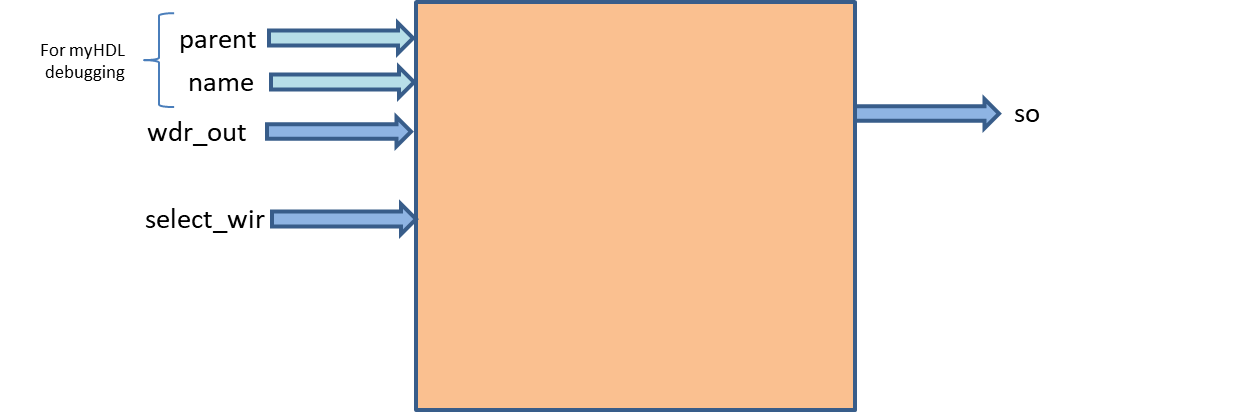 For myHDL
debugging
parent
name
wdr_out
select_wir
so